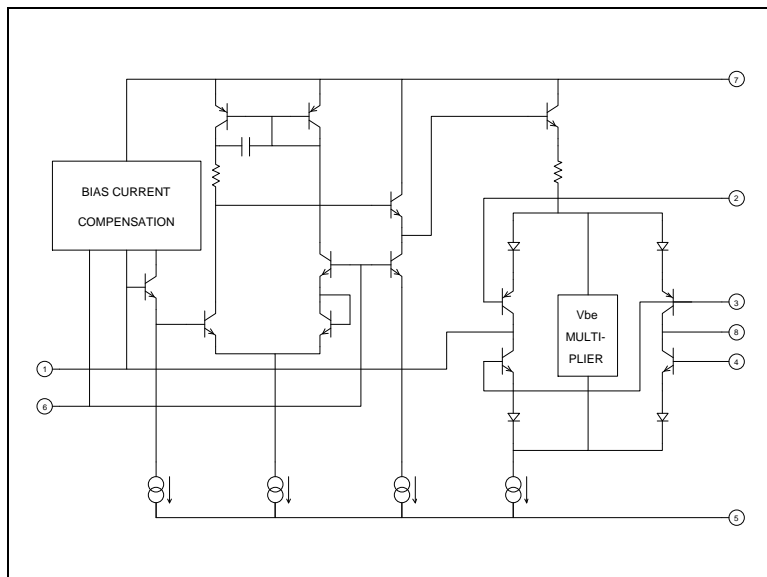 7
BIAS CURRENT
COMPENSATION
2
Vbe
MULTI-
PLIER
3
8
4
1
6
5